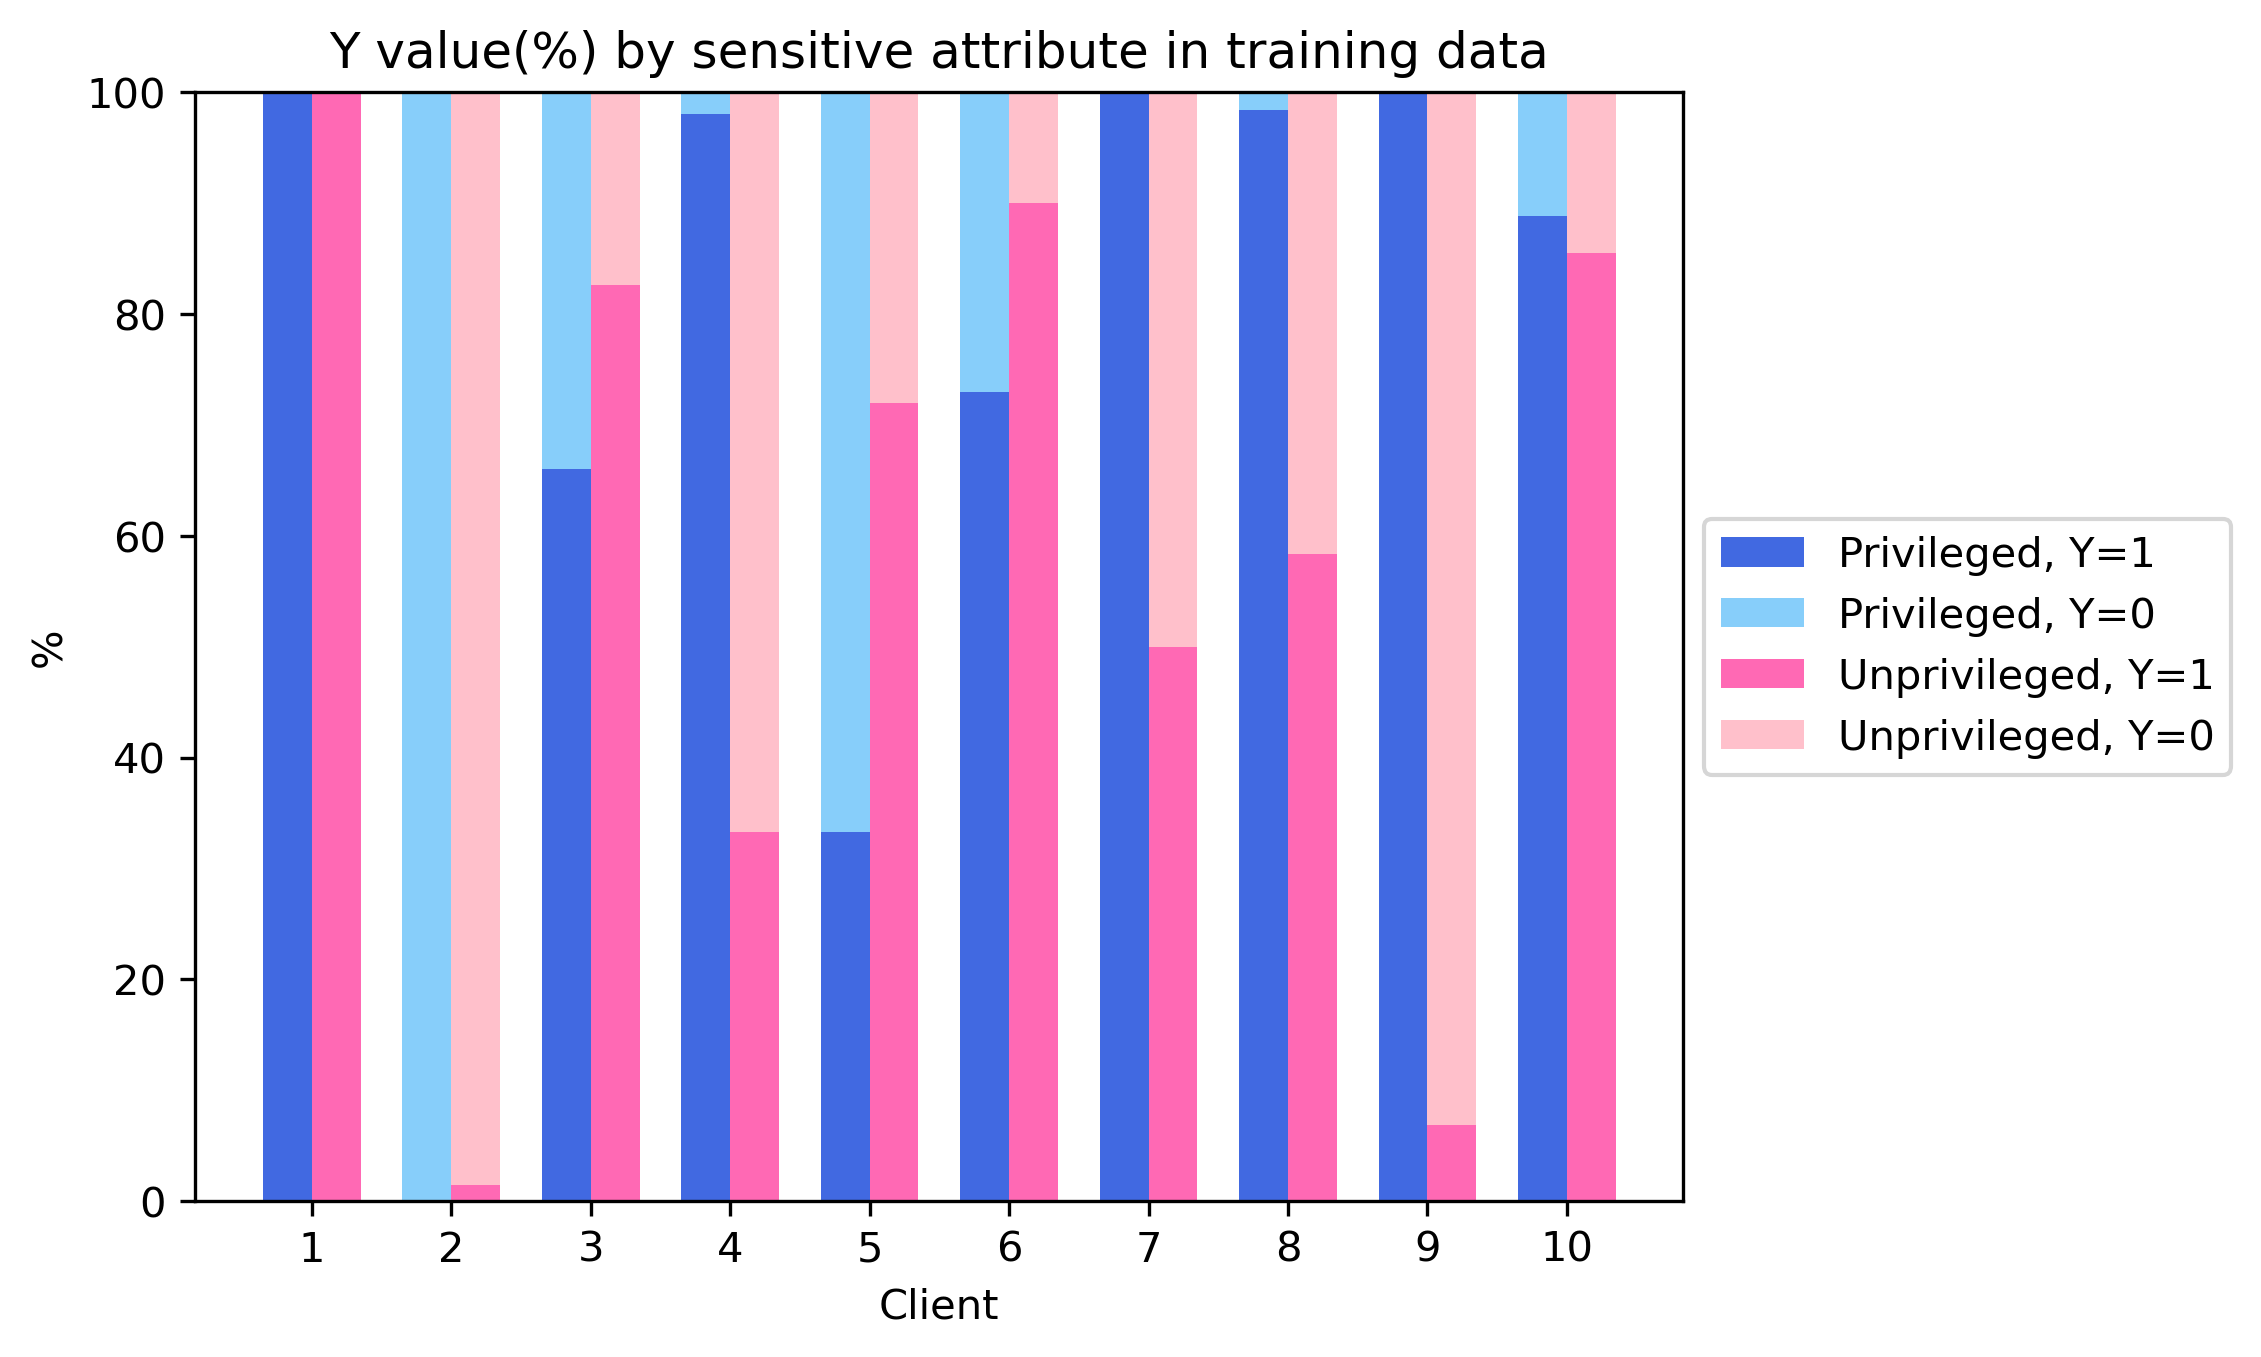 Y value(%) by sensitive attribute in training data
100
80
60
40
20
0
%
1 2 3 4 5 6 7 8 9 10
Client
Privileged, Y=1
Privileged, Y=0
Unprivileged, Y=1
Unprivileged, Y=0